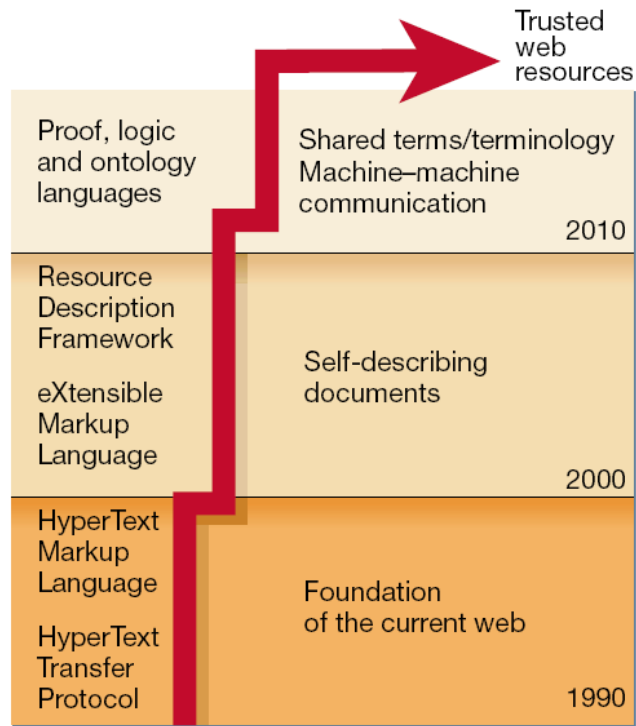 Trusted
web
resources
Proof, logic
and ontology
languages
Shared terms/terminology
Machine–machine
communication
2010
Resource
Description
Framework
eXtensible
Markup
Language
Self-describing
documents
2000
HyperText
Markup
Language
HyperText
Transfer
Protocol
Foundation
of the current web
1990